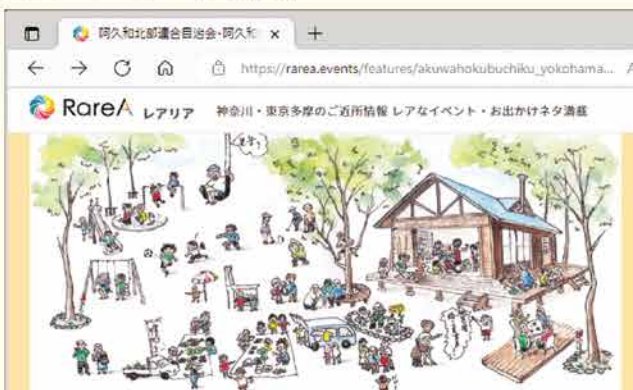 阿久和北部連合自治会・阿久和
https://rarea.events/features/akuwahokubuchiku_yokohama...
RareA レアリア 神奈川・東京多摩のご近所情報 レアなイベント・お出かけネタ満載